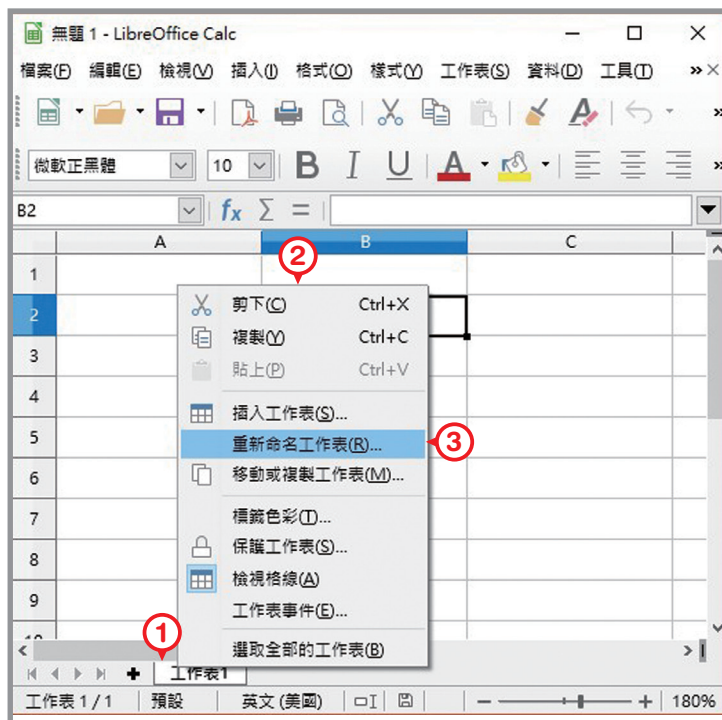 無題 1 - LibreOffice Calc
檔案(F) 編輯(E) 檢視(V) 插入(I) 格式(O) 樣式(Y) 工作表(S) 資料(D) 工具(T)
微軟正黑體 10 B I U A
B2 fx Σ =
A B C
②
1
剪下(C) Ctrl+X
2
複製(Y) Ctrl+C
3
貼上(P) Ctrl+V
4
插入工作表(S)...
5
重新命名工作表(R)... ③
6
移動或複製工作表(M)...
7
標籤色彩(T)...
8
保護工作表(S)...
檢視格線(A)
9
工作表事件(E)...
①
選取全部的工作表(B)
工作表1
工作表 1 / 1 預設 英文 (美國) 180%